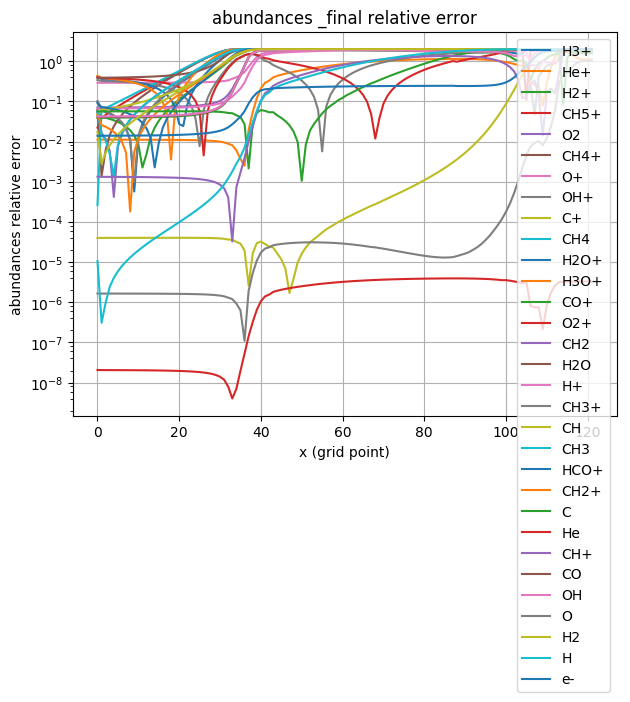 abundances _final relative error
abundances relative error
10⁰
10⁻¹
10⁻²
10⁻³
10⁻⁴
10⁻⁵
10⁻⁶
10⁻⁷
10⁻⁸
0 20 40 60 80 100 120
x (grid point)
H3+
He+
H2+
CH5+
O2
CH4+
O+
OH+
C+
CH4
H2O+
H3O+
CO+
O2+
CH2
H2O
H+
CH3+
CH
CH3
HCO+
CH2+
C
He
CH+
CO
OH
O
H2
H
e-